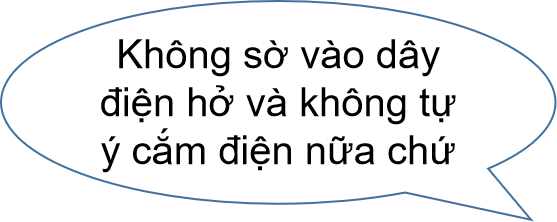 Không sờ vào dây
điện hở và không tự
ý cắm điện nữa chứ